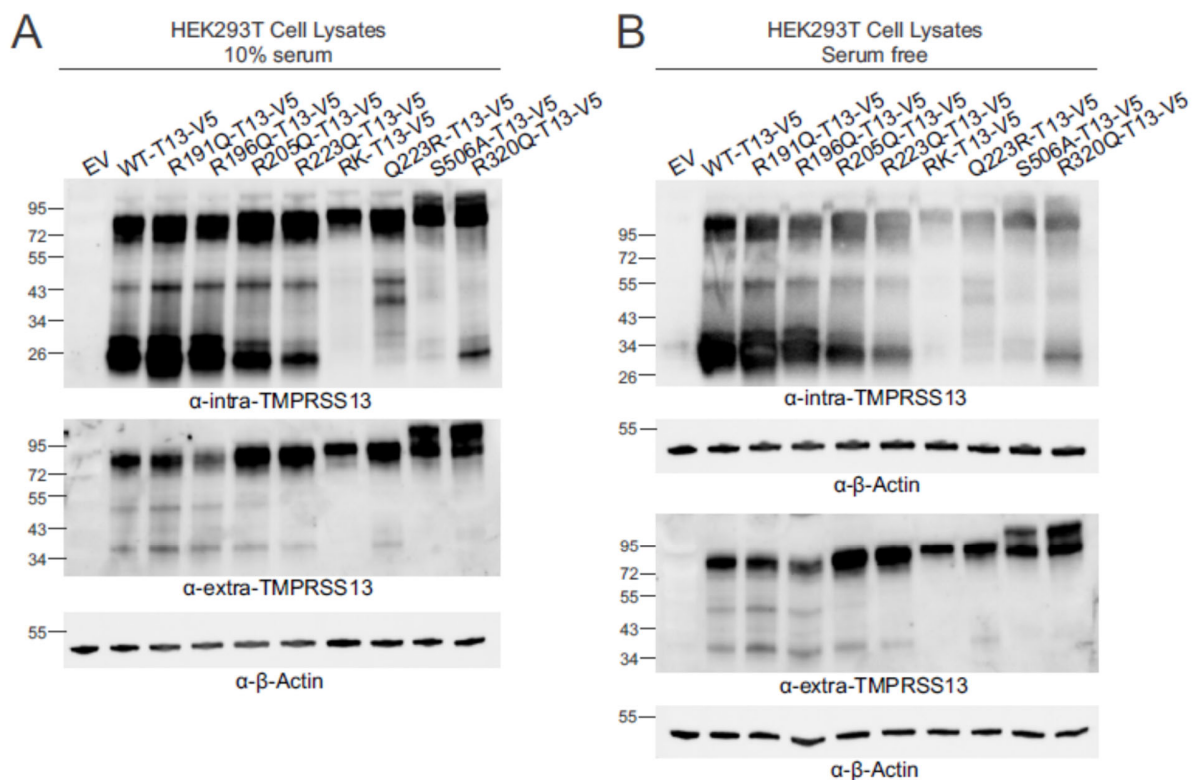 A
HEK293T Cell Lysates
10% serum
EV
WT-T13-V5
R191Q-T13-V5
R196Q-T13-V5
R205Q-T13-V5
R223Q-T13-V5
RK-T13-V5
Q223R-T13-V5
S506A-T13-V5
R320Q-T13-V5
95
72
55
43
34
26
α-intra-TMPRSS13
95
72
55
43
34
α-extra-TMPRSS13
55
α-β-Actin
B
HEK293T Cell Lysates
Serum free
EV
WT-T13-V5
R191Q-T13-V5
R196Q-T13-V5
R205Q-T13-V5
R223Q-T13-V5
RK-T13-V5
Q223R-T13-V5
S506A-T13-V5
R320Q-T13-V5
95
72
55
43
34
26
α-intra-TMPRSS13
55
α-β-Actin
95
72
55
43
34
α-extra-TMPRSS13
55
α-β-Actin